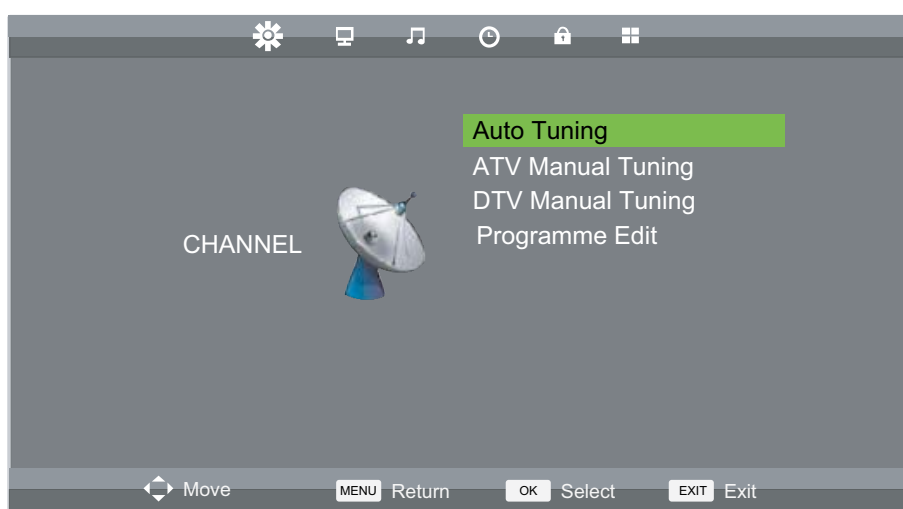 Auto Tuning
ATV Manual Tuning
DTV Manual Tuning
Programme Edit
CHANNEL
Move MENU Return OK Select EXIT Exit